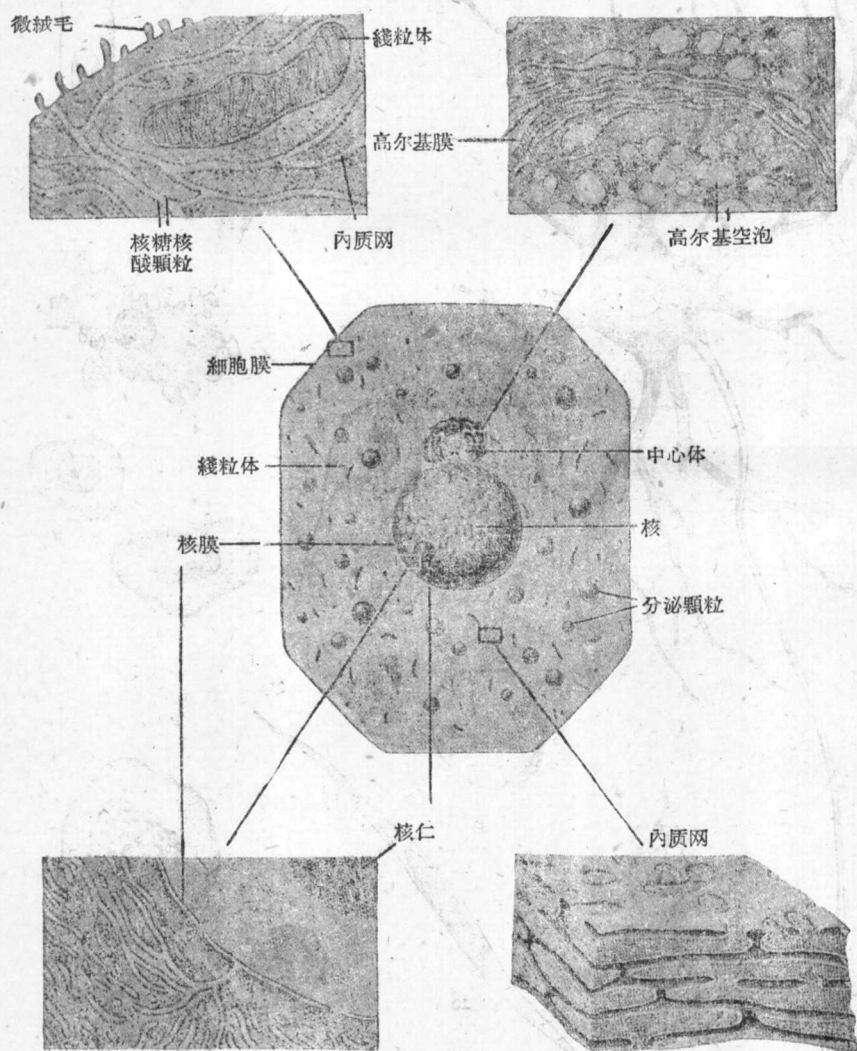 微絨毛
綫粒体
高尔基膜
核糖核
酸顆粒
內质网
高尔基空泡
細胞膜
綫粒体
中心体
核膜
核
分泌顆粒
核仁
內质网